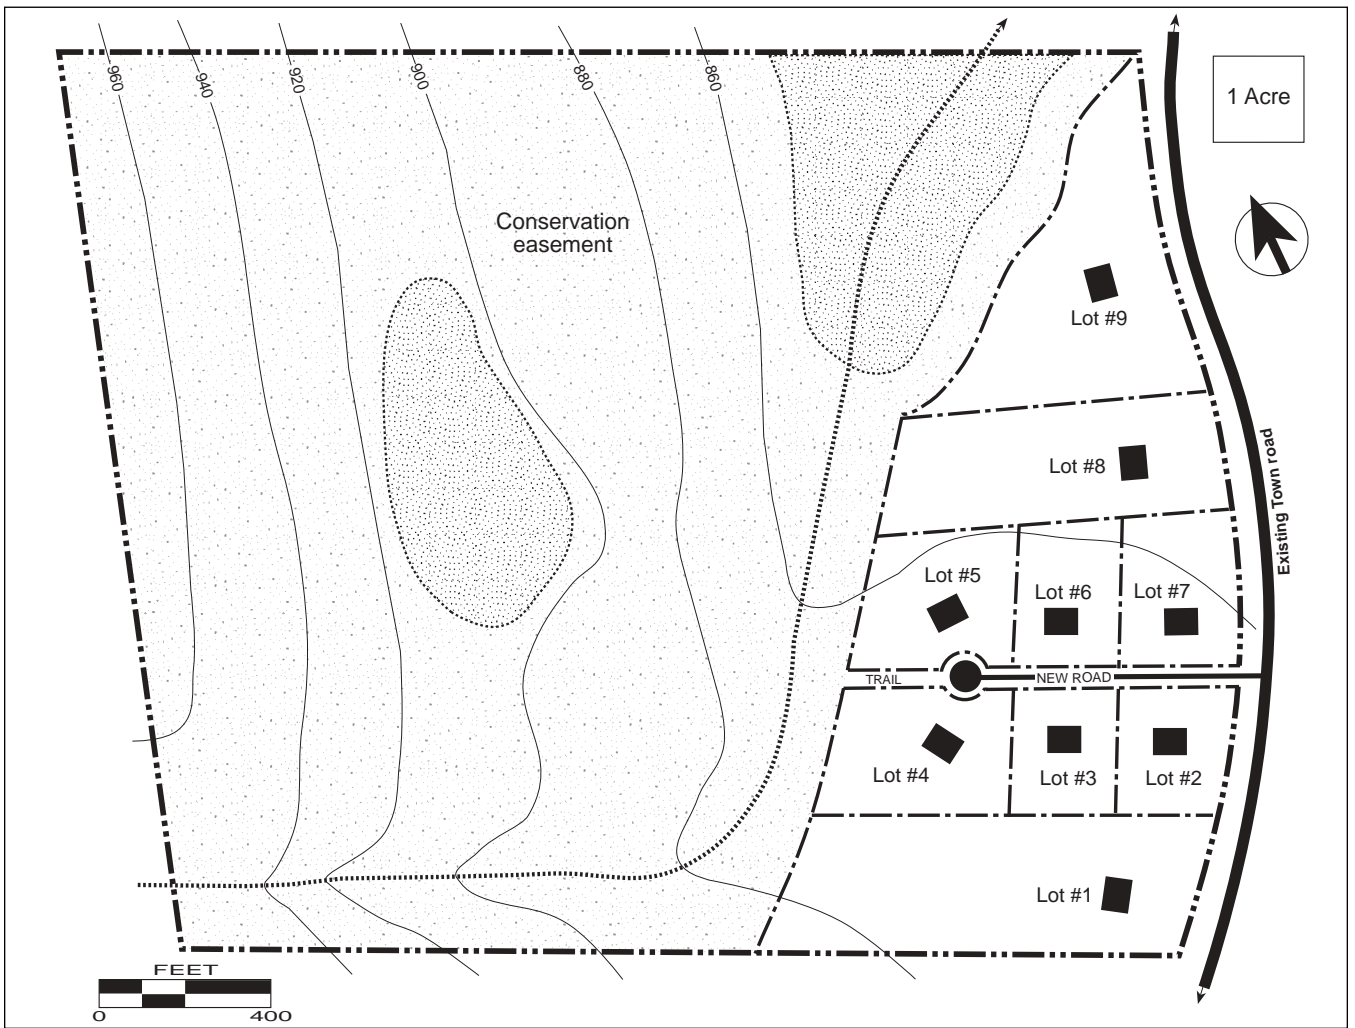 960
940
920
900
880
860
1 Acre
Conservation
easement
Lot #9
Existing Town road
Lot #8
Lot #5
Lot #6
Lot #7
TRAIL
NEW ROAD
Lot #4
Lot #3
Lot #2
Lot #1
FEET
0 400